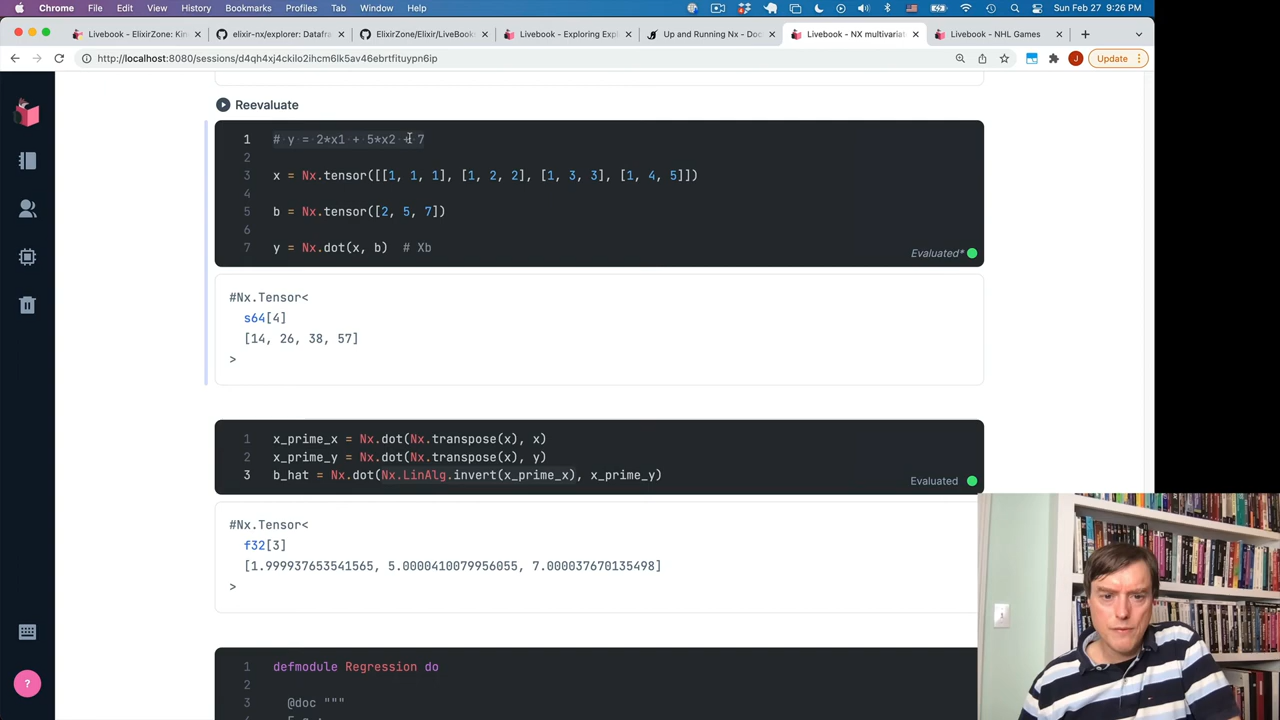 Chrome File Edit View History Bookmarks Profiles Tab Window Help Sun Feb 27 9:26 PM
Livebook - ElixirZone: Kin elixir-nx/explorer: Datafra ElixirZone/Elixir/LiveBook Livebook - Exploring Expl Up and Running Nx - Doc Livebook - NX multivariat Livebook - NHL Games
http://localhost:8080/sessions/d4qh4xj4ckilo2ihcm6lk5av46ebrtfituypn6ip J Update
Reevaluate
1 # y = 2*x1 + 5*x2 + 7
2
3 x = Nx.tensor([[1, 1, 1], [1, 2, 2], [1, 3, 3], [1, 4, 5]])
4
5 b = Nx.tensor([2, 5, 7])
6
7 y = Nx.dot(x, b) # Xb
Evaluated*
#Nx.Tensor<
s64[4]
[14, 26, 38, 57]
>
1 x_prime_x = Nx.dot(Nx.transpose(x), x)
2 x_prime_y = Nx.dot(Nx.transpose(x), y)
3 b_hat = Nx.dot(Nx.LinAlg.invert(x_prime_x), x_prime_y)
Evaluated
#Nx.Tensor<
f32[3]
[1.999937653541565, 5.0000410079956055, 7.000037670135498]
>
1 defmodule Regression do
2
3 @doc """
?